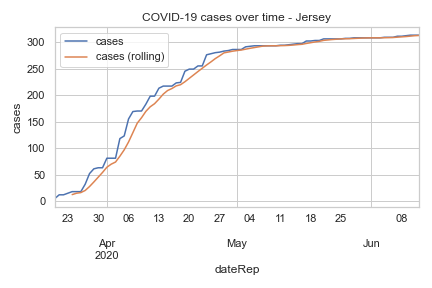 COVID-19 cases over time - Jersey
cases
cases (rolling)
300
250
200
150
100
50
0
cases
23 30 06 13 20 27 04 11 18 25 08
Apr May Jun
2020
dateRep